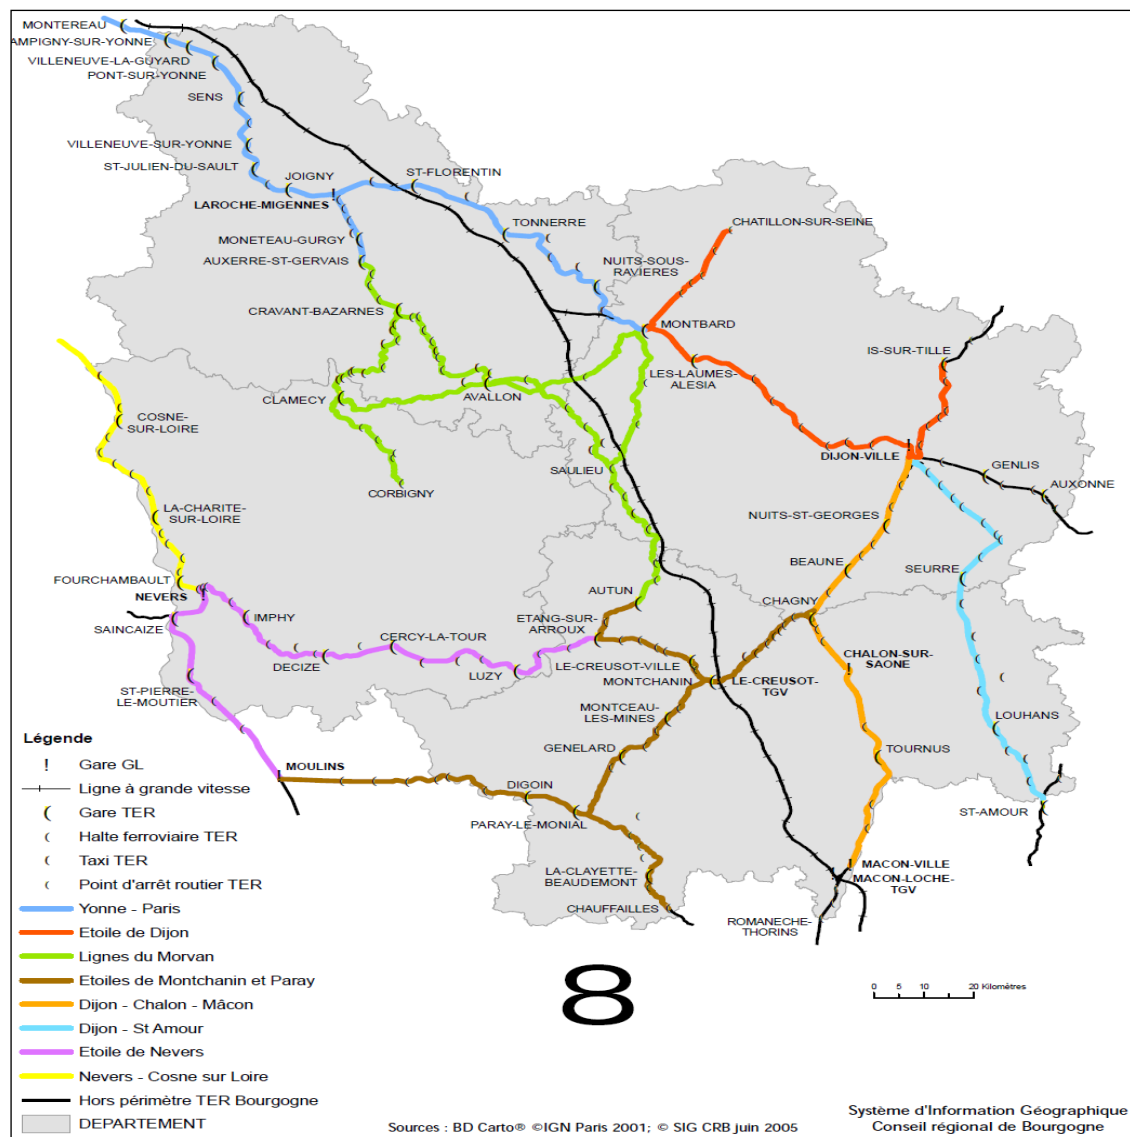 MONTEREAU
AMPIGNY-SUR-YONNE
VILLENEUVE-LA-GUYARD
PONT-SUR-YONNE
SENS
VILLENEUVE-SUR-YONNE
ST-JULIEN-DU-SAULT
JOIGNY
ST-FLORENTIN
LAROCHE-MIGENNES
TONNERRE
CHATILLON-SUR-SEINE
MONETEAU-GURGY
AUXERRE-ST-GERVAIS
NUITS-SOUS-
RAVIERES
CRAVANT-BAZARNES
MONTBARD
IS-SUR-TILLE
LES-LAUMES-
ALESIA
CLAMECY
AVALLON
COSNE-
SUR-LOIRE
DIJON-VILLE
GENLIS
SAULIEU
AUXONNE
CORBIGNY
LA-CHARITE-
SUR-LOIRE
NUITS-ST-GEORGES
BEAUNE
SEURRE
FOURCHAMBAULT
NEVERS
AUTUN
CHAGNY
SAINCAIZE
IMPHY
ETANG-SUR-
ARROUX
CERCY-LA-TOUR
DECIZE
LUZY
LE-CREUSOT-VILLE
MONTCHANIN
LE-CREUSOT-
TGV
CHALON-SUR-
SAONE
ST-PIERRE-
LE-MOUTIER
MONTCEAU-
LES-MINES
LOUHANS
GENELARD
TOURNUS
MOULINS
DIGOIN
PARAY-LE-MONIAL
ST-AMOUR
LA-CLAYETTE-
BEAUDEMONT
MACON-VILLE
MACON-LOCHE-
TGV
CHAUFFAILLES
ROMANECHE-
THORINS
Légende
Gare GL
Ligne à grande vitesse
Gare TER
Halte ferroviaire TER
Taxi TER
Point d'arrêt routier TER
Yonne - Paris
Etoile de Dijon
Lignes du Morvan
Etoiles de Montchanin et Paray
Dijon - Chalon - Mâcon
Dijon - St Amour
Etoile de Nevers
Nevers - Cosne sur Loire
Hors périmètre TER Bourgogne
DEPARTEMENT
8
0 5 10 20 Kilomètres
Sources : BD Carto® ©IGN Paris 2001; © SIG CRB juin 2005
Système d'Information Géographique
Conseil régional de Bourgogne